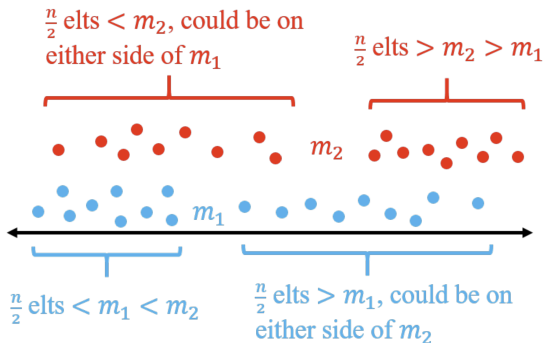 n/2 elts < m₂, could be on
either side of m₁
n/2 elts > m₂ > m₁
m₂
m₁
n/2 elts < m₁ < m₂
n/2 elts > m₁, could be on
either side of m₂